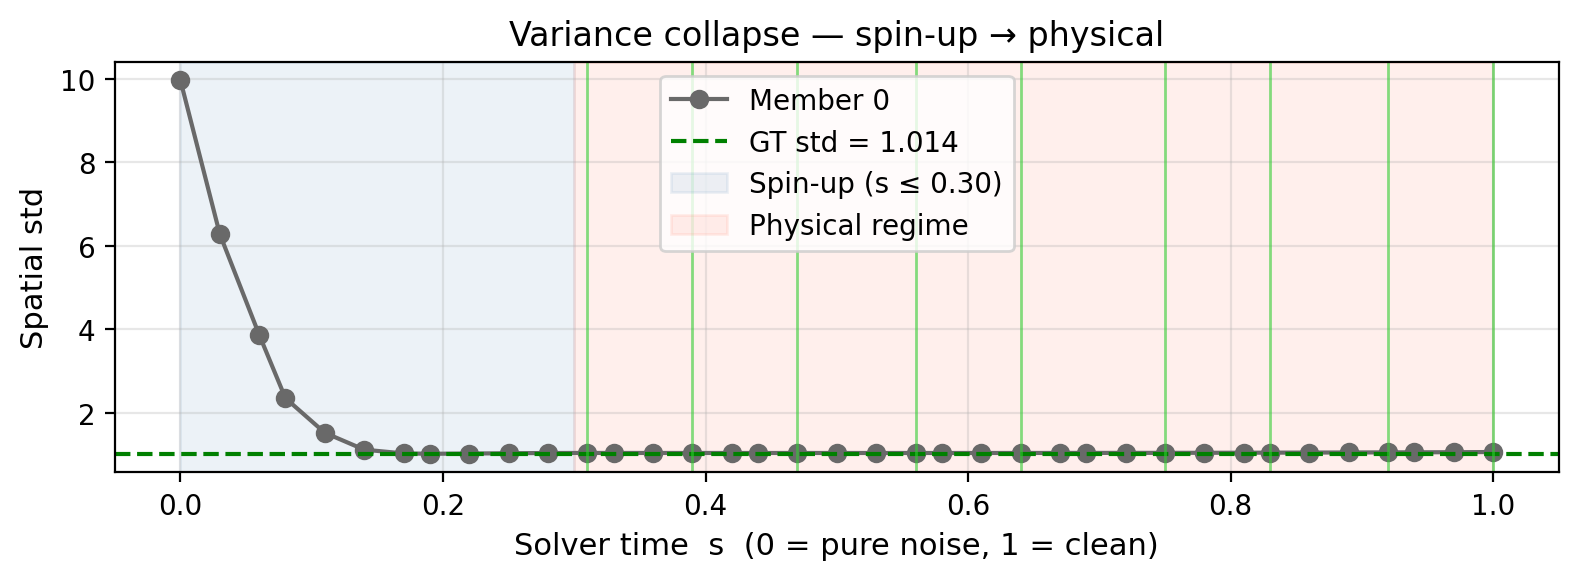 Variance collapse — spin-up → physical
Spatial std
10
8
6
4
2
Member 0
GT std = 1.014
Spin-up (s ≤ 0.30)
Physical regime
0.0 0.2 0.4 0.6 0.8 1.0
Solver time s (0 = pure noise, 1 = clean)